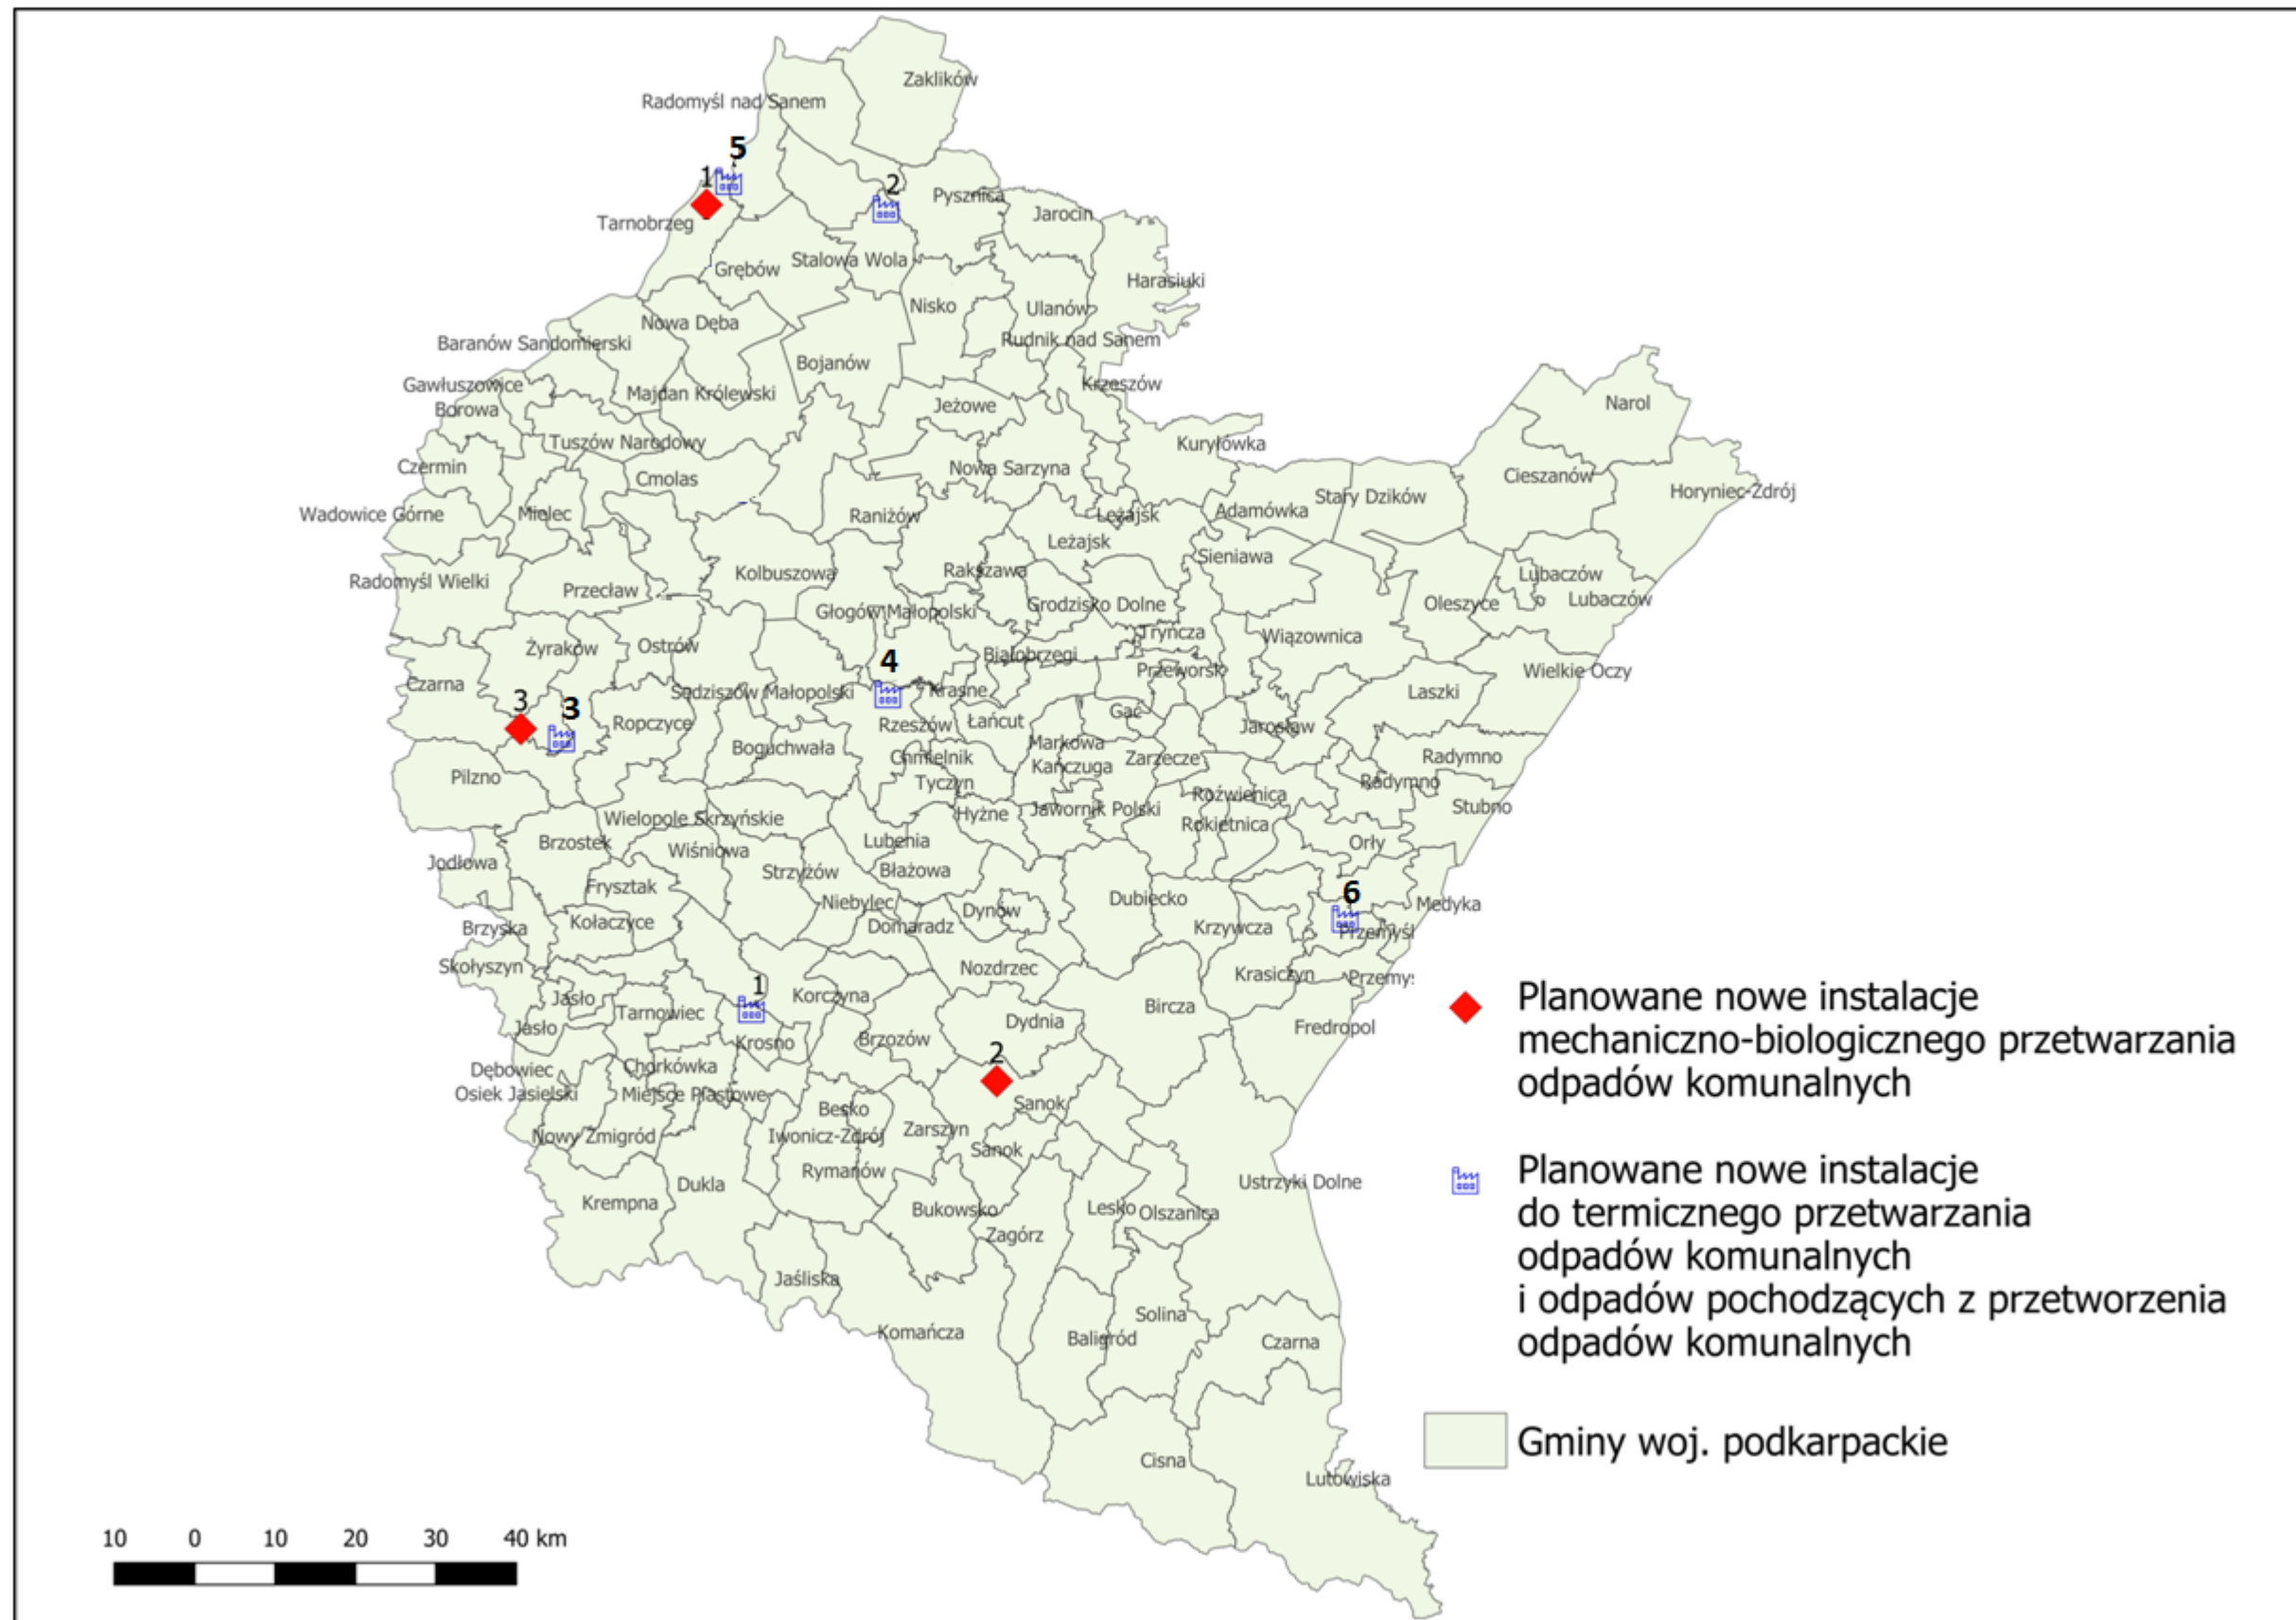 Zaklików
Radomyśl nad Sanem
5
1
2
Pysznica
Jarocin
Tarnobrzeg
Stalowa Wola
Grębów
Harasiuki
Nisko
Ulanów
Nowa Dęba
Rudnik nad Sanem
Baranów Sandomierski
Bojanów
Gawłuszowice
Krzeszów
Majdan Królewski
Narol
Borowa
Jeżowe
Tuszów Narodowy
Kuryłówka
Czermin
Nowa Sarzyna
Cmolas
Cieszanów
Horyniec-Zdrój
Stary Dzików
Wadowice Górne
Mielec
Raniżów
Leżajsk
Adamówka
Leżajsk
Sieniawa
Radomyśl Wielki
Przecław
Kolbuszowa
Rakszawa
Lubaczów
Lubaczów
Głogów Małopolski
Grodzisko Dolne
Oleszyce
Tryńcza
Wiązownica
Żyraków
Ostrów
4
Białobrzegi
Przeworsk
Wielkie Oczy
Czarna
Sędziszów Małopolski
Krasne
Laszki
3
3
Ropczyce
Rzeszów
Łańcut
Gać
Jarosław
Boguchwała
Markowa
Chmielnik
Zarzecze
Radymno
Kańczuga
Pilzno
Tyczyn
Radymno
Roźwienica
Stubno
Wielopole Skrzyńskie
Hyżne
Jawornik Polski
Rokietnica
Brzostek
Wiśniowa
Lubenia
Orły
Jodłowa
Strzyżów
Błażowa
Frysztak
6
Niebylec
Dynów
Dubiecko
Medyka
Brzyska
Kołaczyce
Domaradz
Krzywcza
Przemyśl
Skołyszyn
Nozdrzec
Krasiczyn
Przemyś
Jasło
1
Korczyna
Tarnowiec
Bircza
Jasło
Dydnia
Fredropol
Krosno
Brzozów
2
Dębowiec
Chorkówka
Osiek Jasielski
Miejsce Piastowe
Besko
Sanok
Nowy Żmigród
Iwonicz-Zdrój
Zarszyn
Sanok
Rymanów
Dukla
Ustrzyki Dolne
Krempna
Bukowsko
Lesko
Olszanica
Zagórz
Jaśliska
Solina
Komańcza
Baligród
Czarna
Cisna
Lutowiska
Planowane nowe instalacje
mechaniczno-biologicznego przetwarzania
odpadów komunalnych
Planowane nowe instalacje
do termicznego przetwarzania
odpadów komunalnych
i odpadów pochodzących z przetworzenia
odpadów komunalnych
Gminy woj. podkarpackie
10 0 10 20 30 40 km